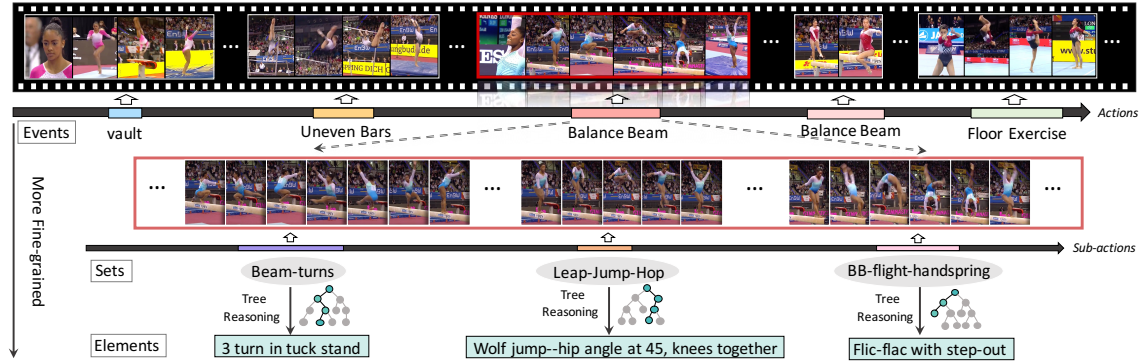 Events
vault
Uneven Bars
Balance Beam
Balance Beam
Floor Exercise
Actions
More Fine-grained
Sub-actions
Sets
Beam-turns
Leap-Jump-Hop
BB-flight-handspring
Tree
Reasoning
Tree
Reasoning
Tree
Reasoning
Elements
3 turn in tuck stand
Wolf jump--hip angle at 45, knees together
Flic-flac with step-out